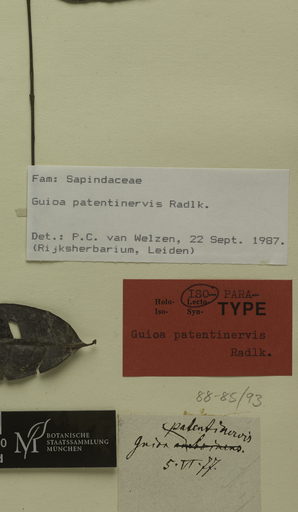 Fam: Sapindaceae
Guioa patentinervis Radlk.
Det.: P.C. van Welzen, 22 Sept. 1987.
(Rijksherbarium, Leiden)
ISO- PARA-
Holo- Lecto-
Iso- Syn-
TYPE
Guioa patentinervis
Radlk.
88-85/93
BOTANISCHE
STAATSSAMMLUNG
MÜNCHEN
patentinervis
Guioa
5.VI.77.